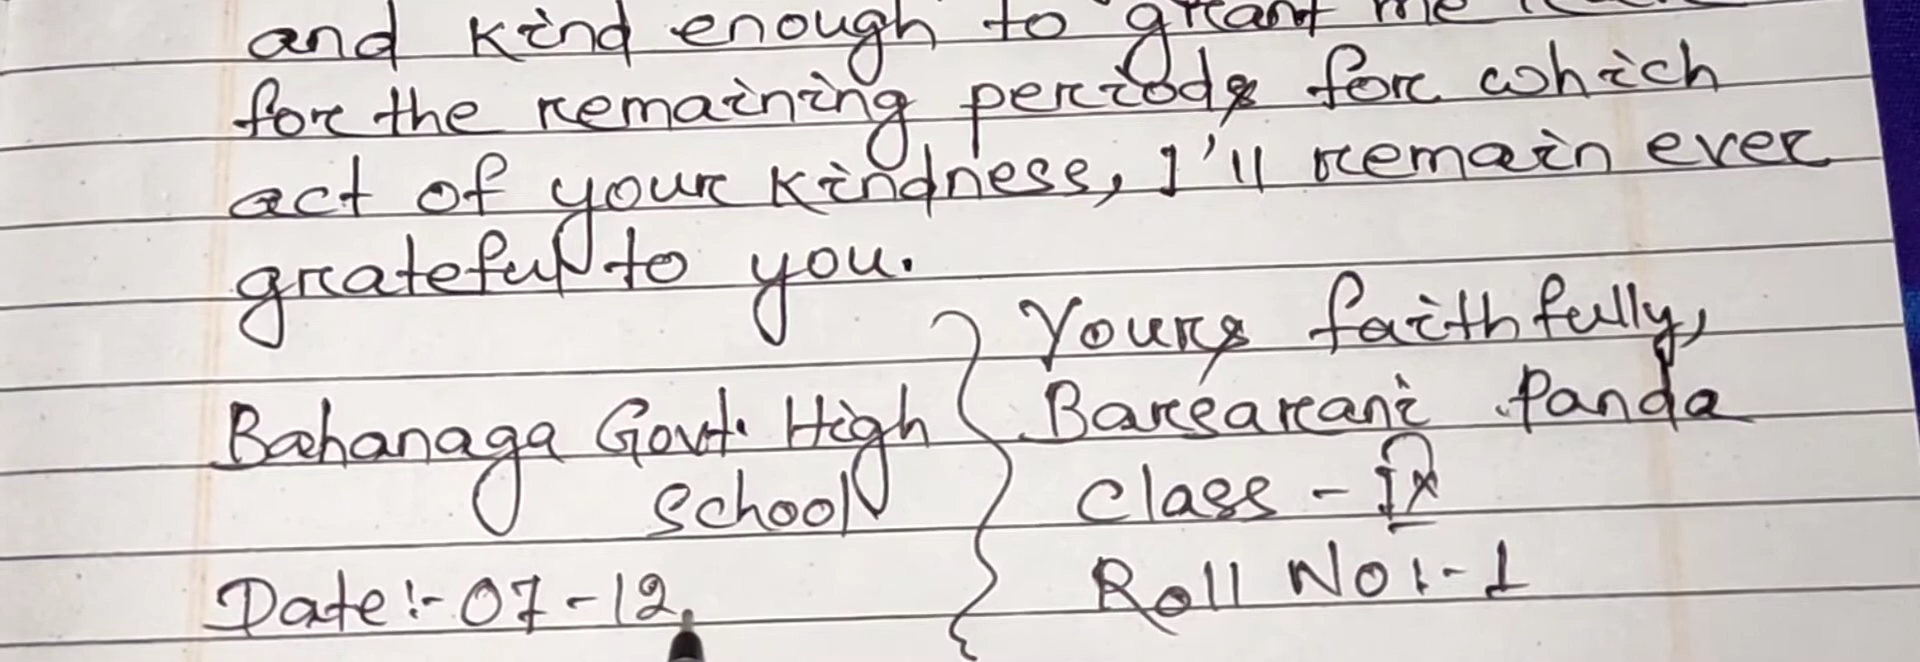 and kind enough to grant me
for the remaining periods for which
act of your kindness, I'll remain ever
grateful to you.
Yours faithfully,
Bahanaga Govt. High
School
Barsarani Panda
Class - IX
Date:- 07-12
Roll No:- 1